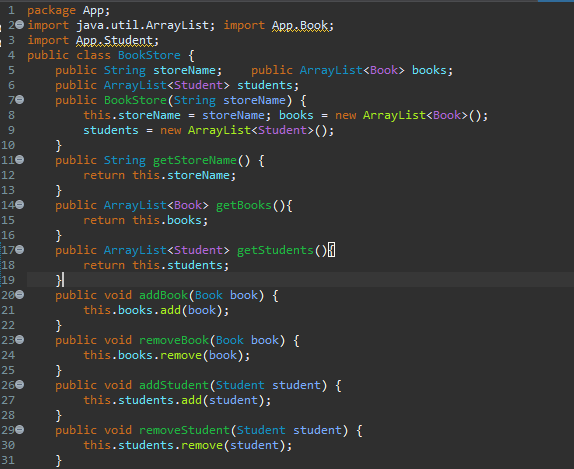 1 package App;
2 import java.util.ArrayList; import App.Book;
3 import App.Student;
4 public class BookStore {
5     public String storeName;    public ArrayList<Book> books;
6     public ArrayList<Student> students;
7     public BookStore(String storeName) {
8         this.storeName = storeName; books = new ArrayList<Book>();
9         students = new ArrayList<Student>();
10     }
11     public String getStoreName() {
12         return this.storeName;
13     }
14     public ArrayList<Book> getBooks(){
15         return this.books;
16     }
17     public ArrayList<Student> getStudents(){
18         return this.students;
19     }
20     public void addBook(Book book) {
21         this.books.add(book);
22     }
23     public void removeBook(Book book) {
24         this.books.remove(book);
25     }
26     public void addStudent(Student student) {
27         this.students.add(student);
28     }
29     public void removeStudent(Student student) {
30         this.students.remove(student);
31     }